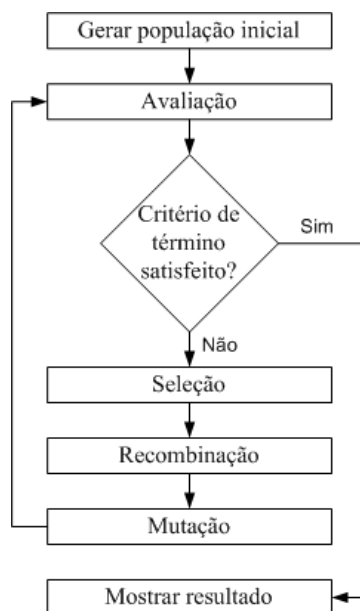 Gerar população inicial
Avaliação
Critério de
término
satisfeito?
Sim
Não
Seleção
Recombinação
Mutação
Mostrar resultado